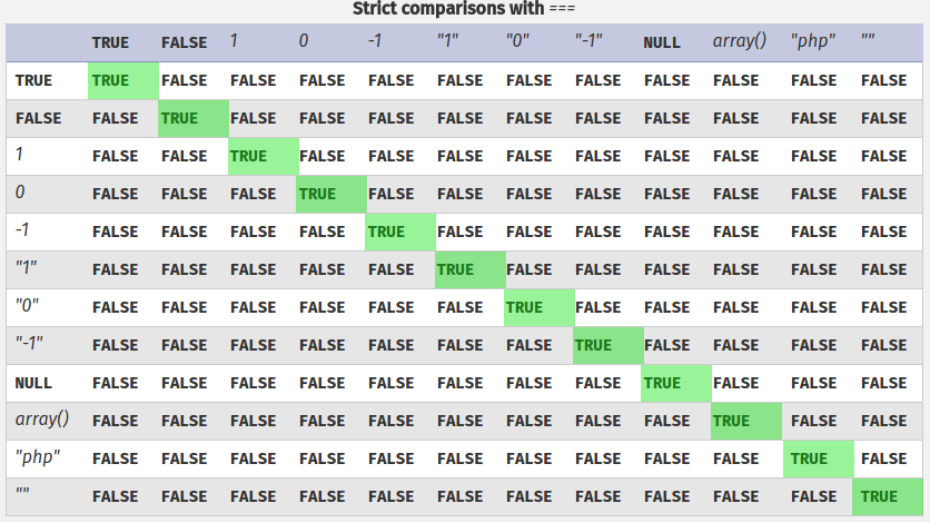 Strict comparisons with ===
TRUE FALSE 1 0 -1 "1" "0" "-1" NULL array() "php" ""
TRUE TRUE FALSE FALSE FALSE FALSE FALSE FALSE FALSE FALSE FALSE FALSE FALSE
FALSE FALSE TRUE FALSE FALSE FALSE FALSE FALSE FALSE FALSE FALSE FALSE FALSE
1 FALSE FALSE TRUE FALSE FALSE FALSE FALSE FALSE FALSE FALSE FALSE FALSE
0 FALSE FALSE FALSE TRUE FALSE FALSE FALSE FALSE FALSE FALSE FALSE FALSE
-1 FALSE FALSE FALSE FALSE TRUE FALSE FALSE FALSE FALSE FALSE FALSE FALSE
"1" FALSE FALSE FALSE FALSE FALSE TRUE FALSE FALSE FALSE FALSE FALSE FALSE
"0" FALSE FALSE FALSE FALSE FALSE FALSE TRUE FALSE FALSE FALSE FALSE FALSE
"-1" FALSE FALSE FALSE FALSE FALSE FALSE FALSE TRUE FALSE FALSE FALSE FALSE
NULL FALSE FALSE FALSE FALSE FALSE FALSE FALSE FALSE TRUE FALSE FALSE FALSE
array() FALSE FALSE FALSE FALSE FALSE FALSE FALSE FALSE FALSE TRUE FALSE FALSE
"php" FALSE FALSE FALSE FALSE FALSE FALSE FALSE FALSE FALSE FALSE TRUE FALSE
"" FALSE FALSE FALSE FALSE FALSE FALSE FALSE FALSE FALSE FALSE FALSE TRUE